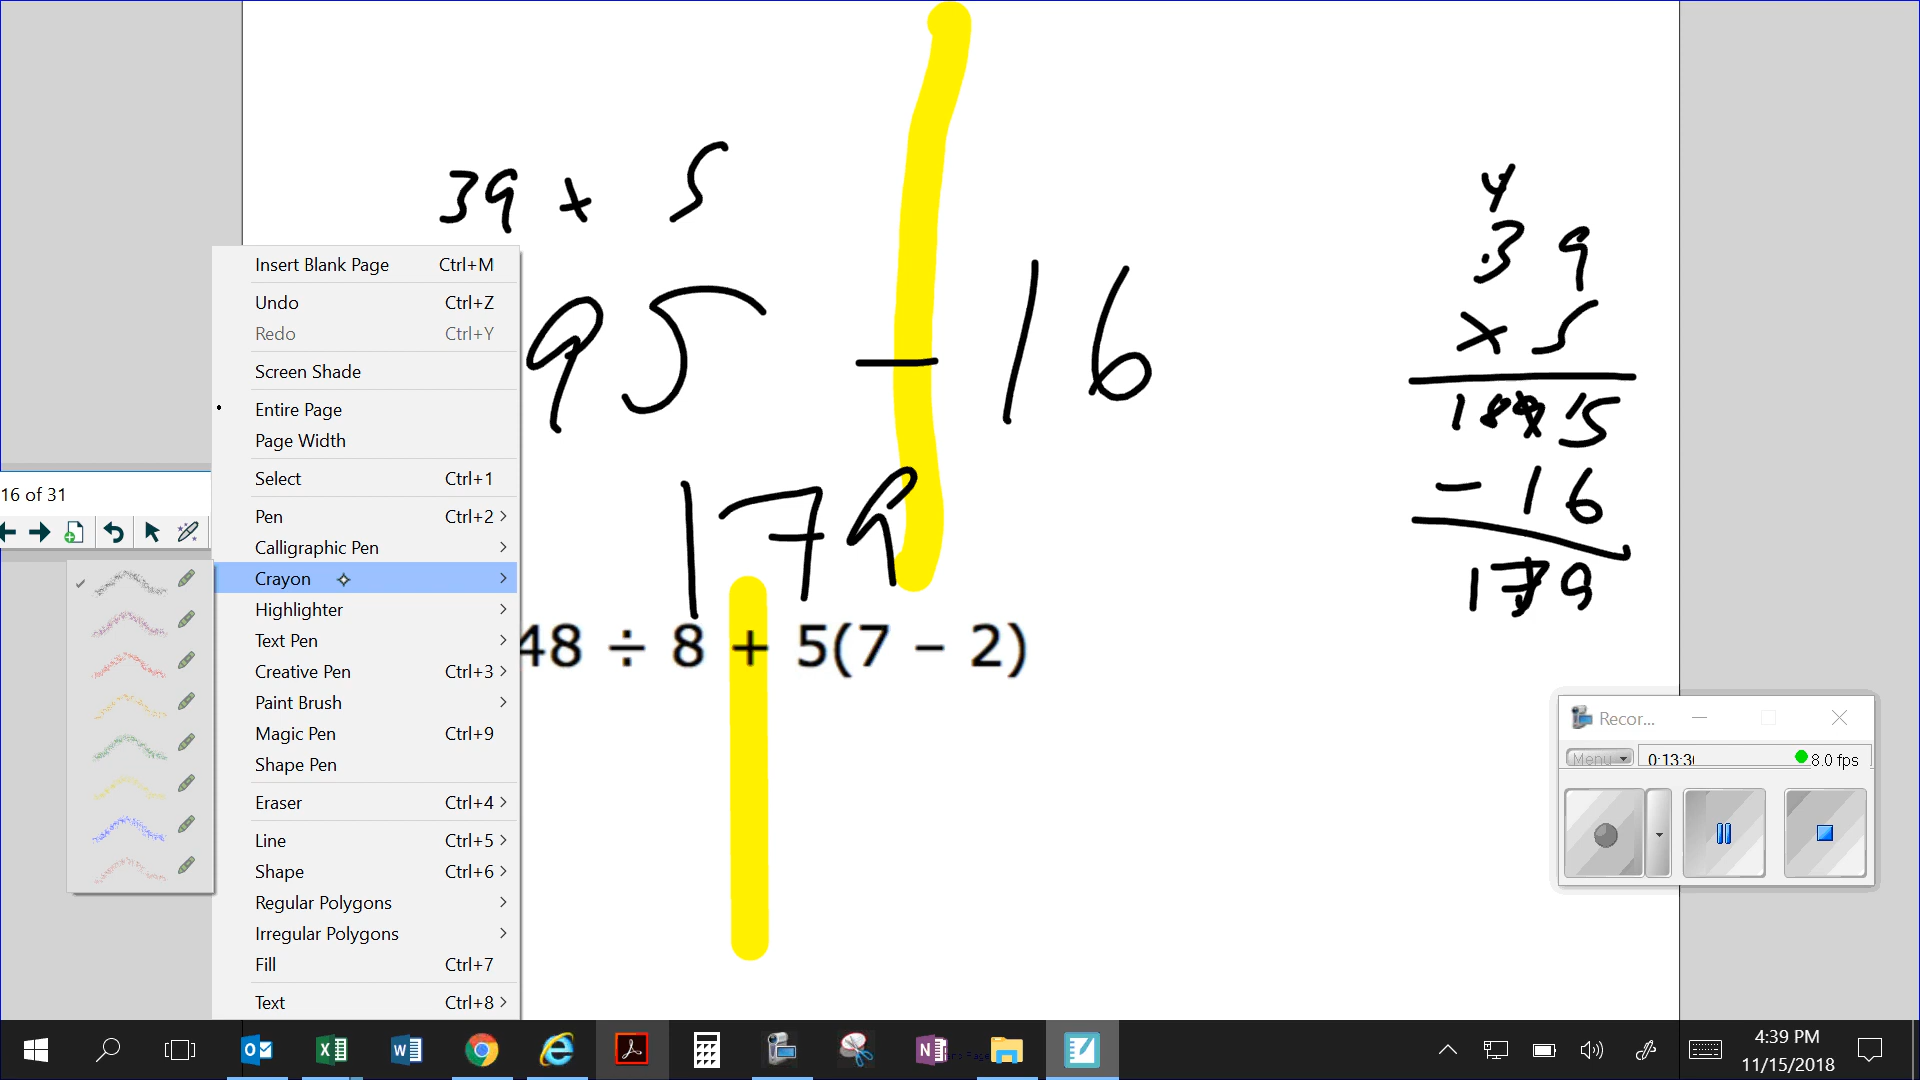 39 x 5
95 - 16
179
48 ÷ 8 + 5(7 – 2)
4
39
x 5
15
- 16
179
Insert Blank Page Ctrl+M
Undo Ctrl+Z
Redo Ctrl+Y
Screen Shade
Entire Page
Page Width
Select Ctrl+1
Pen Ctrl+2
Calligraphic Pen
Crayon
Highlighter
Text Pen
Creative Pen Ctrl+3
Paint Brush
Magic Pen Ctrl+9
Shape Pen
Eraser Ctrl+4
Line Ctrl+5
Shape Ctrl+6
Regular Polygons
Irregular Polygons
Fill Ctrl+7
Text Ctrl+8
16 of 31
Recor...
Menu 0:13:3 8.0 fps
4:39 PM
11/15/2018